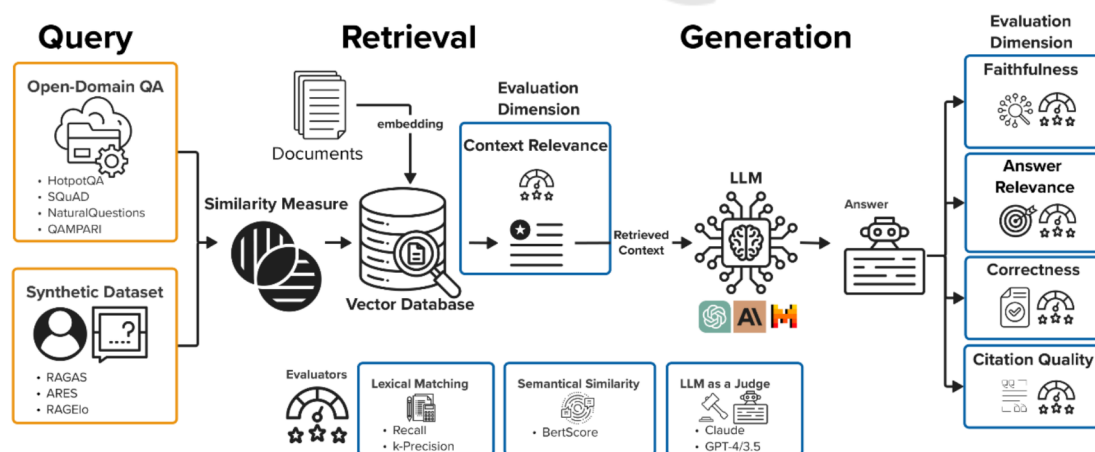 Query
Retrieval
Generation
Evaluation
Dimension
Open-Domain QA
• HotpotQA
• SQuAD
• NaturalQuestions
• QAMPARI
Synthetic Dataset
...?
• RAGAS
• ARES
• RAGElo
Documents
embedding
Similarity Measure
Vector Database
Evaluation
Dimension
Context Relevance
Retrieved
Context
LLM
AI
Answer
Faithfulness
Answer
Relevance
Correctness
Citation Quality
Evaluators
Lexical Matching
• Recall
• k-Precision
Semantical Similarity
• BertScore
LLM as a Judge
• Claude
• GPT-4/3.5